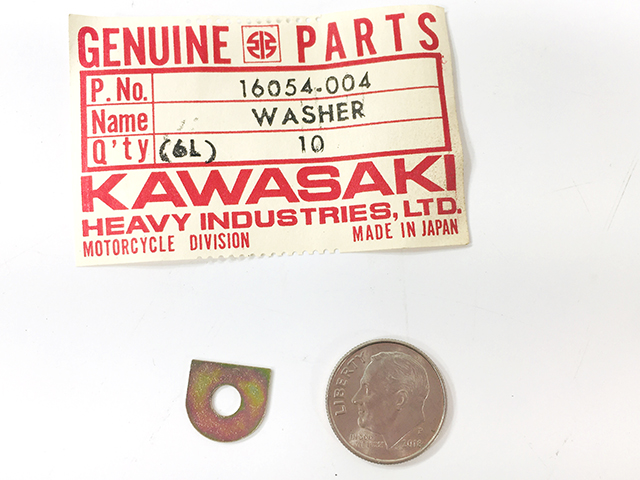 GENUINE PARTS
P.No. 16054-004
Name WASHER
Q'ty (6L) 10
KAWASAKI
HEAVY INDUSTRIES, LTD.
MOTORCYCLE DIVISION MADE IN JAPAN
LIBERTY